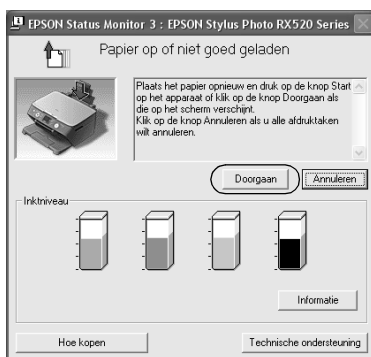 EPSON Status Monitor 3 : EPSON Stylus Photo RX520 Series
Papier op of niet goed geladen
Plaats het papier opnieuw en druk op de knop Start
op het apparaat of klik op de knop Doorgaan als
die op het scherm verschijnt.
Klik op de knop Annuleren als u alle afdruktaken
wilt annuleren.
Doorgaan
Annuleren
Inktniveau
Informatie
Hoe kopen
Technische ondersteuning